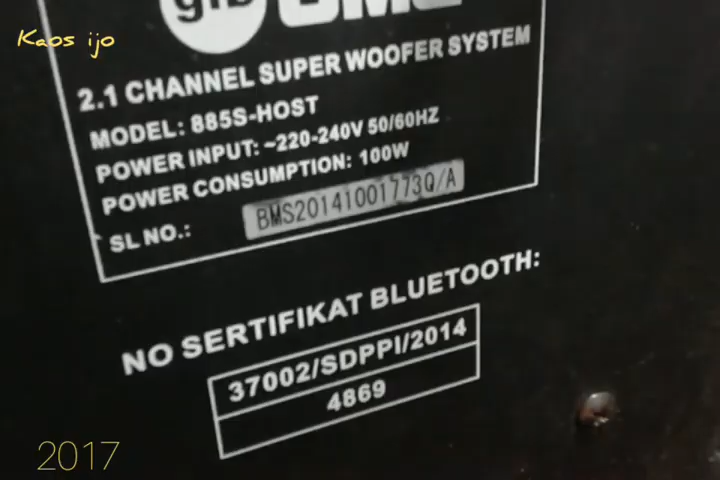 Kaos ijo
2.1 CHANNEL SUPER WOOFER SYSTEM
MODEL: 885S-HOST
POWER INPUT: ~220-240V 50/60HZ
POWER CONSUMPTION: 100W
SL NO.: BMS20141001773Q/A
NO SERTIFIKAT BLUETOOTH:
37002/SDPPI/2014
4869
2017